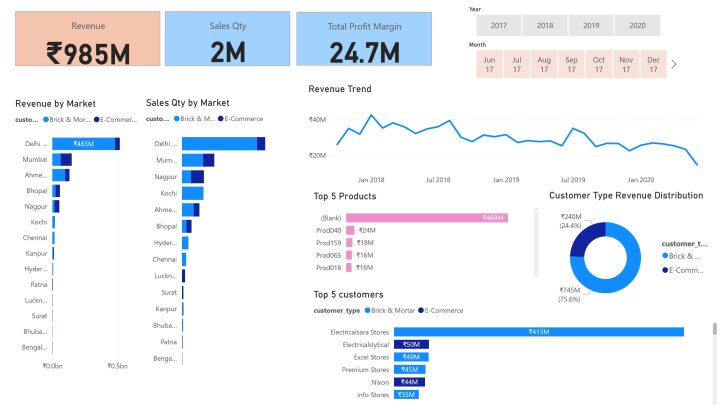 Revenue
₹985M
Sales Qty
2M
Total Profit Margin
24.7M
Year
2017
2018
2019
2020
Month
Jun 17
Jul 17
Aug 17
Sep 17
Oct 17
Nov 17
Dec 17
Revenue by Market
custo... Brick & Mor... E-Commer...
Delhi ...
₹483M
Mumbai
Ahme...
Bhopal
Nagpur
Kochi
Chennai
Kanpur
Hyder...
Patna
Luckn...
Surat
Bhuba...
Bengal...
₹0.0bn
₹0.5bn
Sales Qty by Market
custo... Brick & M... E-Commerce
Delhi ...
Mum...
Nagpur
Kochi
Ahme...
Bhopal
Hyder...
Chennai
Luckn...
Surat
Kanpur
Bhuba...
Patna
Benga...
Revenue Trend
₹40M
₹20M
Jan 2018
Jul 2018
Jan 2019
Jul 2019
Jan 2020
Top 5 Products
(Blank) ₹469M
Prod040 ₹24M
Prod159 ₹18M
Prod065 ₹16M
Prod018 ₹16M
Customer Type Revenue Distribution
₹240M
(24.4%)
₹745M
(75.6%)
customer_t...
Brick & ...
E-Comm...
Top 5 customers
customer_type Brick & Mortar E-Commerce
Electricalsara Stores ₹413M
Electricalslytical ₹50M
Excel Stores ₹49M
Premium Stores ₹45M
Nixon ₹44M
Info Stores ₹35M